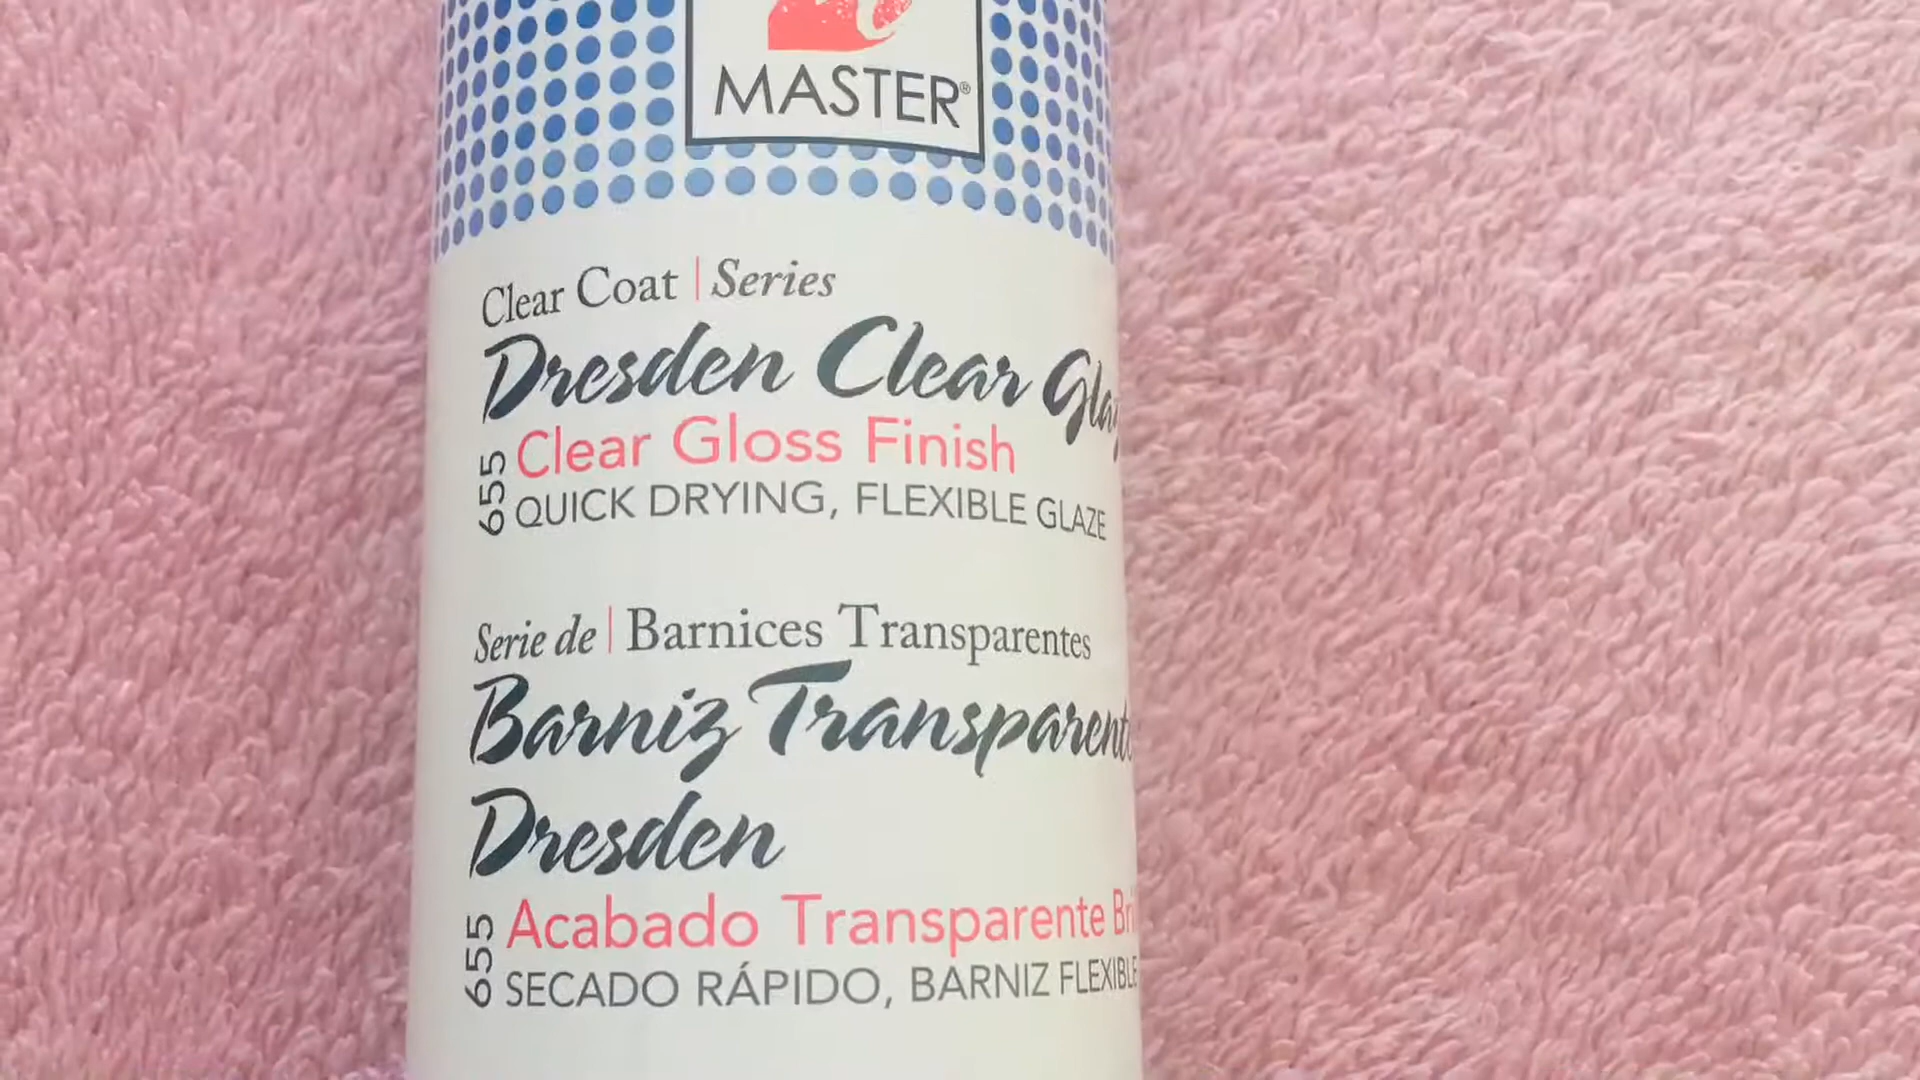 MASTER®
Clear Coat | Series
Dresden Clear
655 Clear Gloss Finish
QUICK DRYING, FLEXIBLE GLAZE
Serie de | Barnices Transparentes
Barniz
Dresden
655 Acabado Transparente
SECADO RÁPIDO, BARNIZ FLEXIBLE